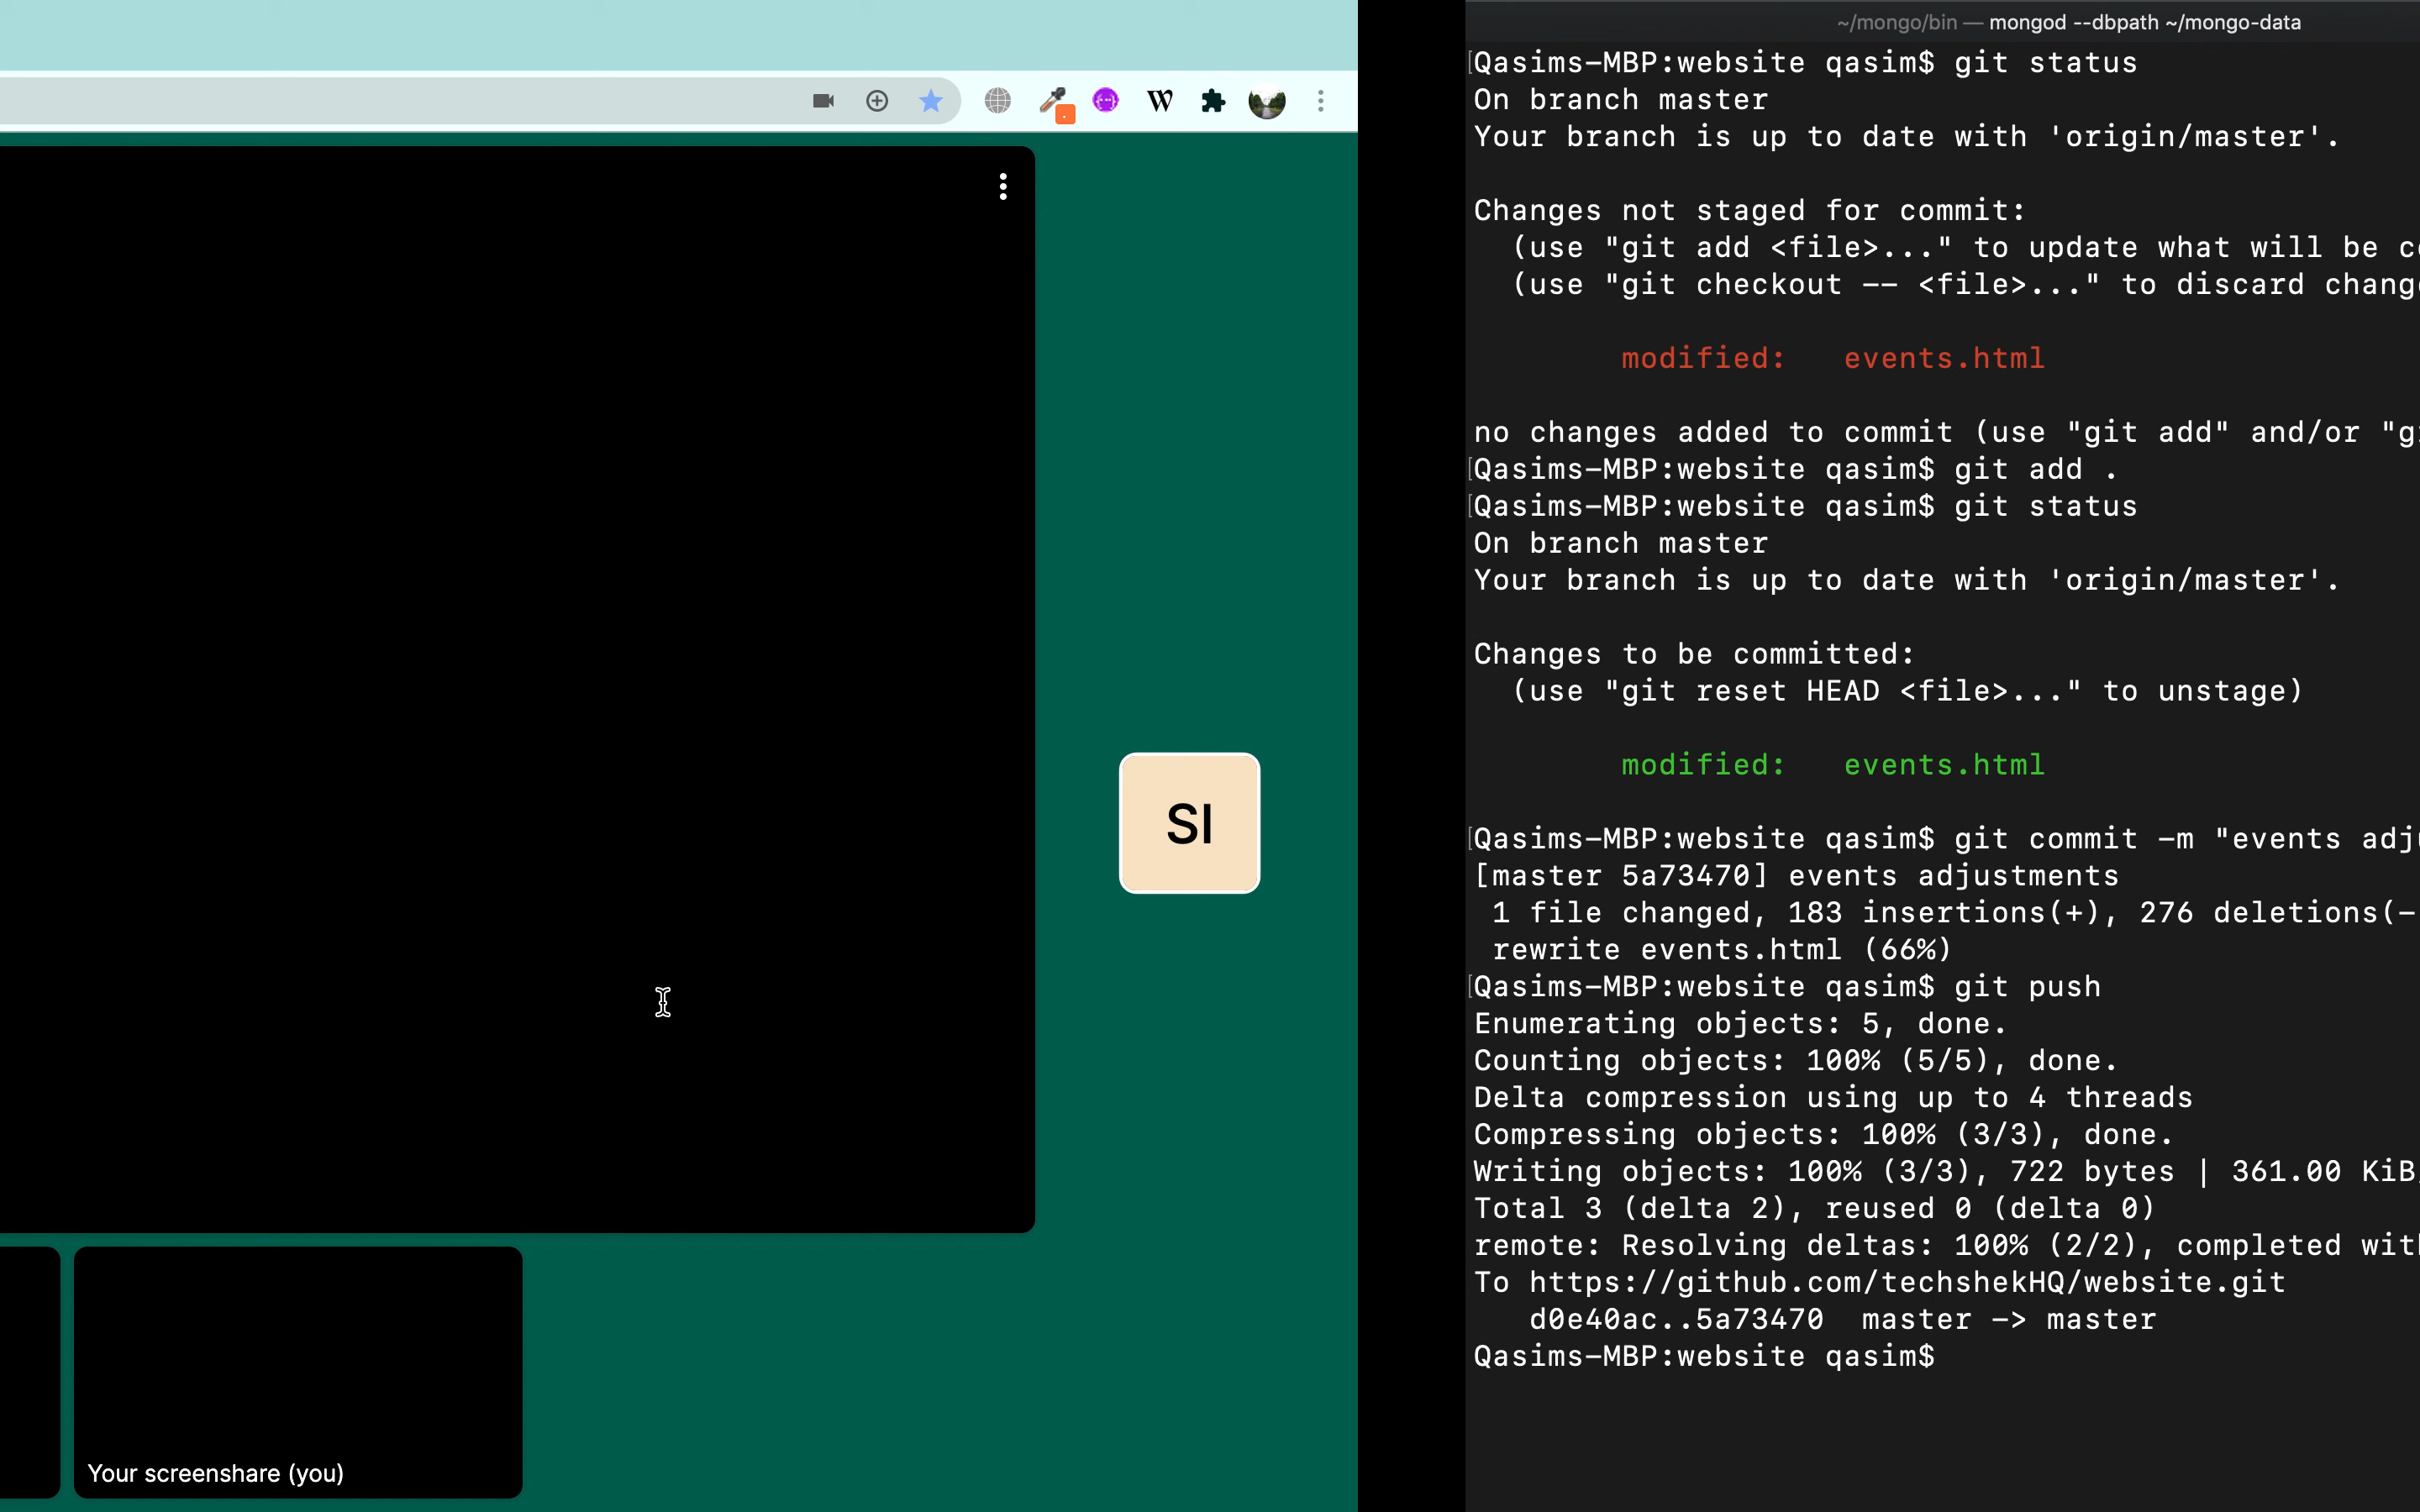 SI
Your screenshare (you)
~/mongo/bin — mongod --dbpath ~/mongo-data
Qasims-MBP:website qasim$ git status
On branch master
Your branch is up to date with 'origin/master'.
Changes not staged for commit:
(use "git add <file>..." to update what will be
(use "git checkout -- <file>..." to discard
modified: events.html
no changes added to commit (use "git add" and/or
Qasims-MBP:website qasim$ git add .
Qasims-MBP:website qasim$ git status
On branch master
Your branch is up to date with 'origin/master'.
Changes to be committed:
(use "git reset HEAD <file>..." to unstage)
modified: events.html
Qasims-MBP:website qasim$ git commit -m "events adj
[master 5a73470] events adjustments
1 file changed, 183 insertions(+), 276 deletions(-
rewrite events.html (66%)
Qasims-MBP:website qasim$ git push
Enumerating objects: 5, done.
Counting objects: 100% (5/5), done.
Delta compression using up to 4 threads
Compressing objects: 100% (3/3), done.
Writing objects: 100% (3/3), 722 bytes | 361.00 KiB
Total 3 (delta 2), reused 0 (delta 0)
remote: Resolving deltas: 100% (2/2), completed
To https://github.com/techshekHQ/website.git
d0e40ac..5a73470 master -> master
Qasims-MBP:website qasim$